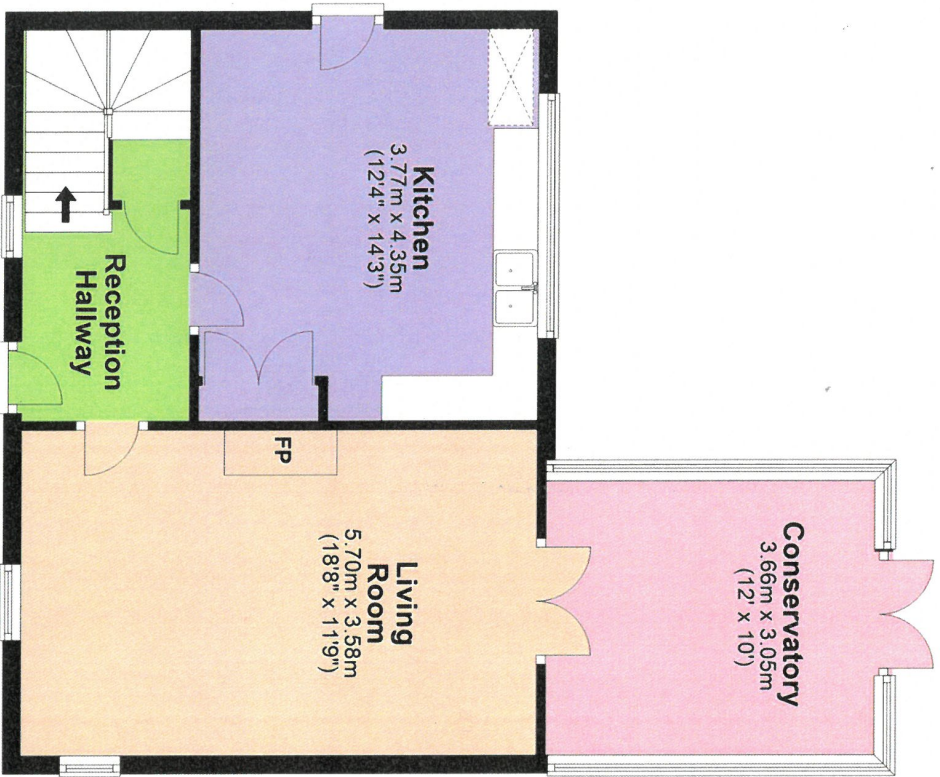 Kitchen
3.77m x 4.35m
(12'4" x 14'3")
Reception
Hallway
FP
Living
Room
5.70m x 3.58m
(18'8" x 11'9")
Conservatory
3.66m x 3.05m
(12' x 10')